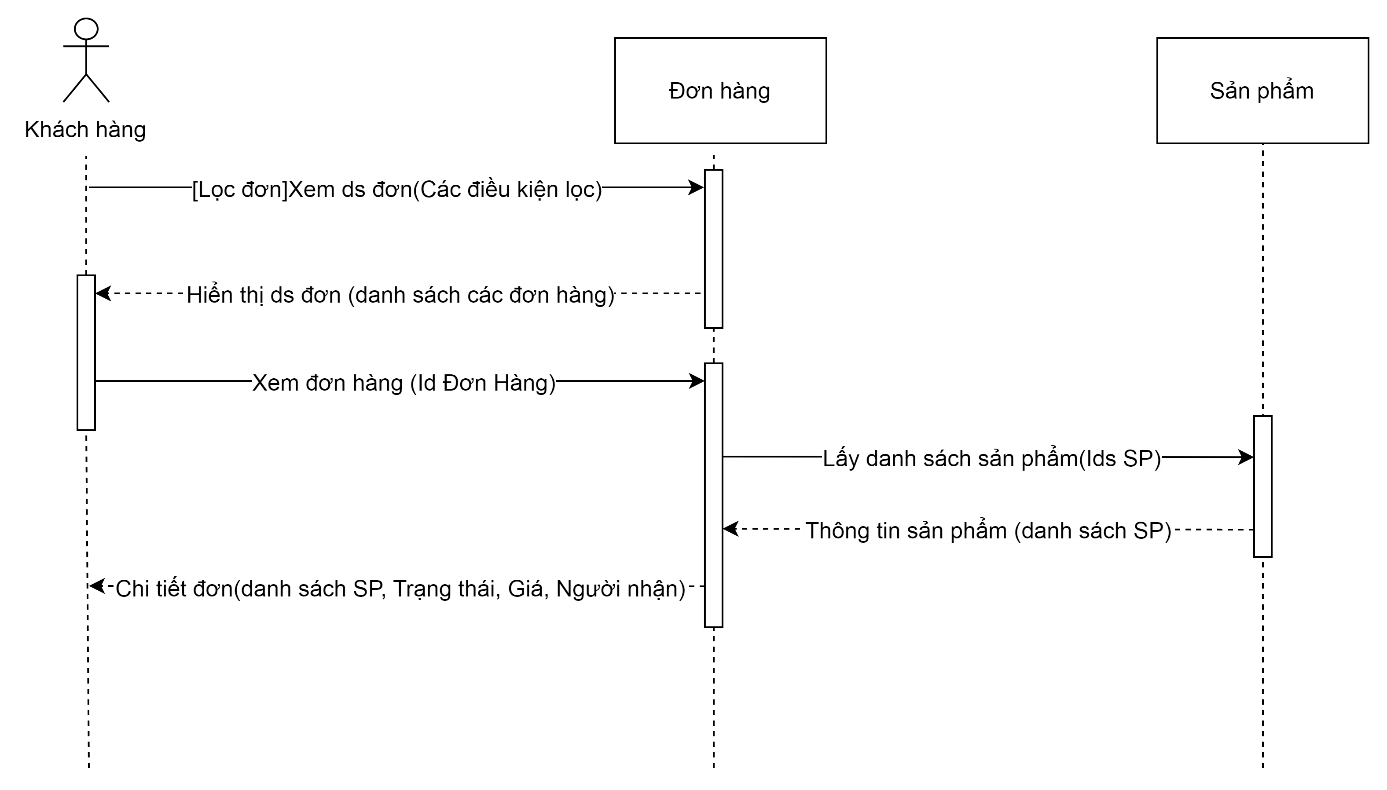 Khách hàng
Đơn hàng
Sản phẩm
[Lọc đơn]Xem ds đơn(Các điều kiện lọc)
Hiển thị ds đơn (danh sách các đơn hàng)
Xem đơn hàng (Id Đơn Hàng)
Lấy danh sách sản phẩm(Ids SP)
Thông tin sản phẩm (danh sách SP)
Chi tiết đơn(danh sách SP, Trạng thái, Giá, Người nhận)